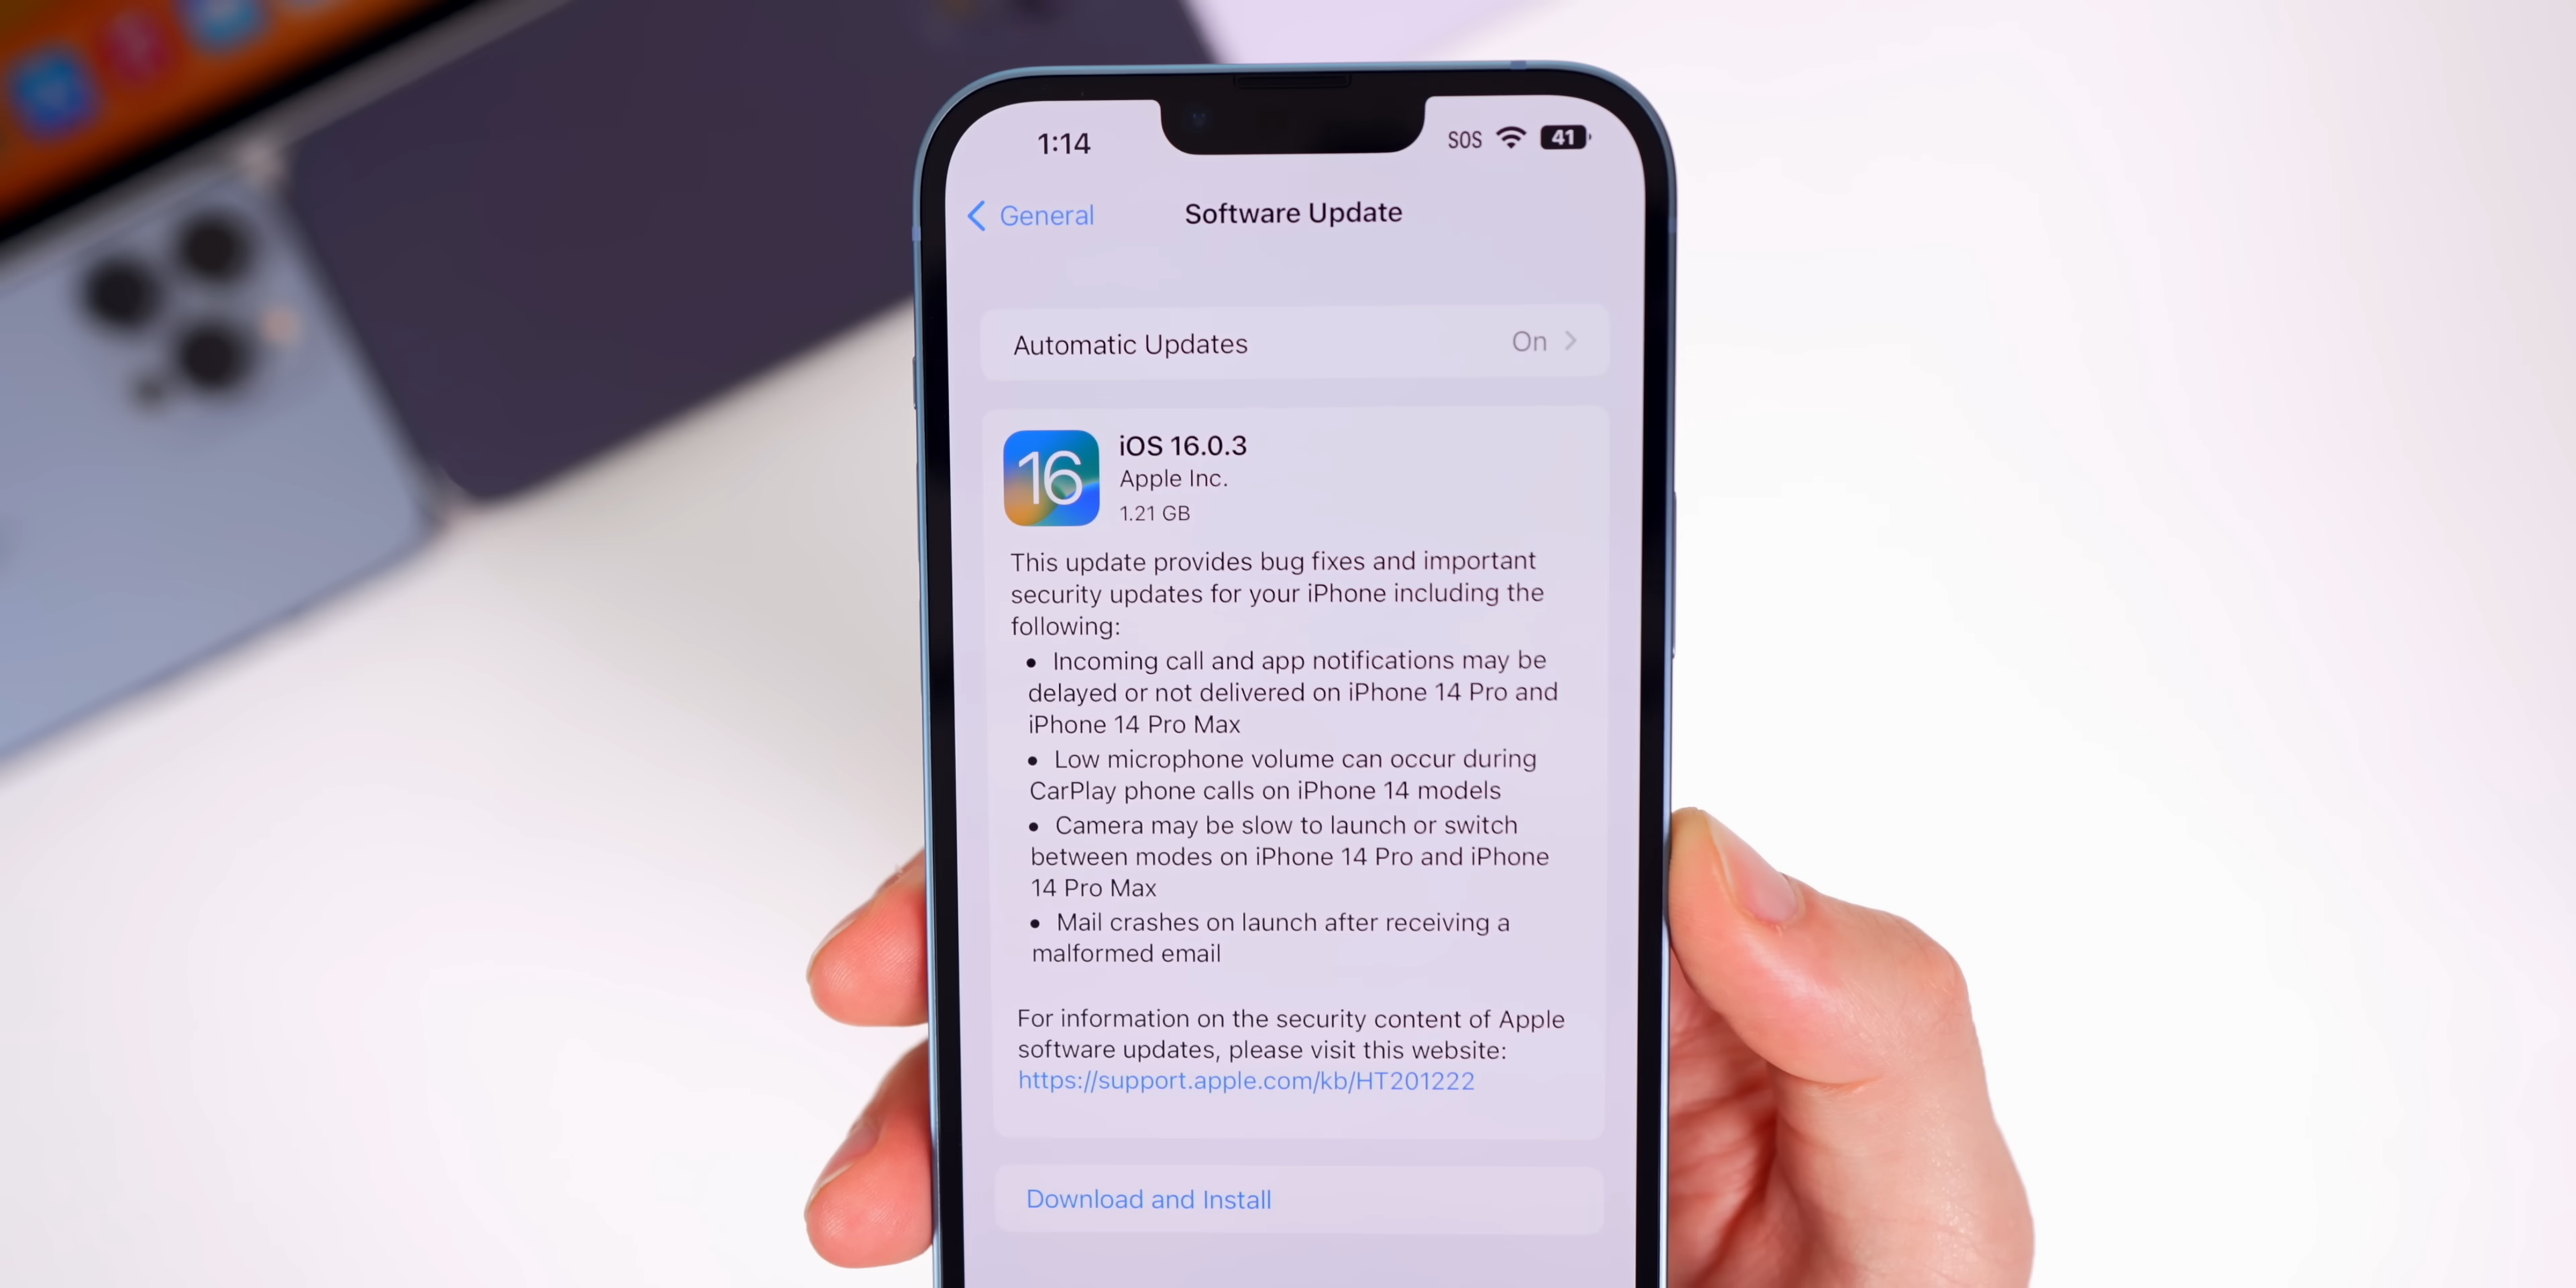 1:14
SOS
41
General
Software Update
Automatic Updates
On
16
iOS 16.0.3
Apple Inc.
1.21 GB
This update provides bug fixes and important
security updates for your iPhone including the
following:
• Incoming call and app notifications may be
delayed or not delivered on iPhone 14 Pro and
iPhone 14 Pro Max
• Low microphone volume can occur during
CarPlay phone calls on iPhone 14 models
• Camera may be slow to launch or switch
between modes on iPhone 14 Pro and iPhone
14 Pro Max
• Mail crashes on launch after receiving a
malformed email
For information on the security content of Apple
software updates, please visit this website:
https://support.apple.com/kb/HT201222
Download and Install